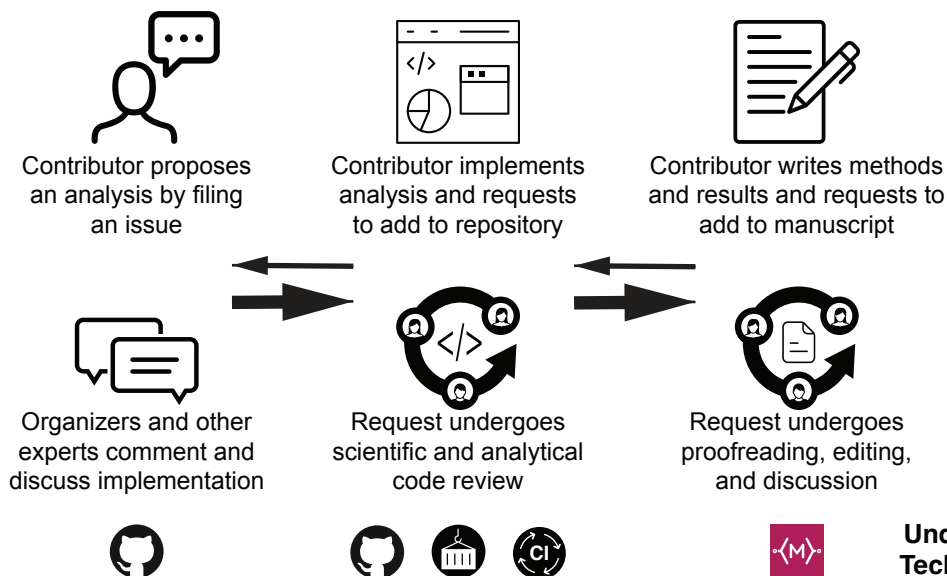 Contributor proposes
an analysis by filing
an issue
Contributor implements
analysis and requests
to add to repository
Contributor writes methods
and results and requests to
add to manuscript
Organizers and other
experts comment and
discuss implementation
Request undergoes
scientific and analytical
code review
Request undergoes
proofreading, editing,
and discussion
</>
</>
CI
M